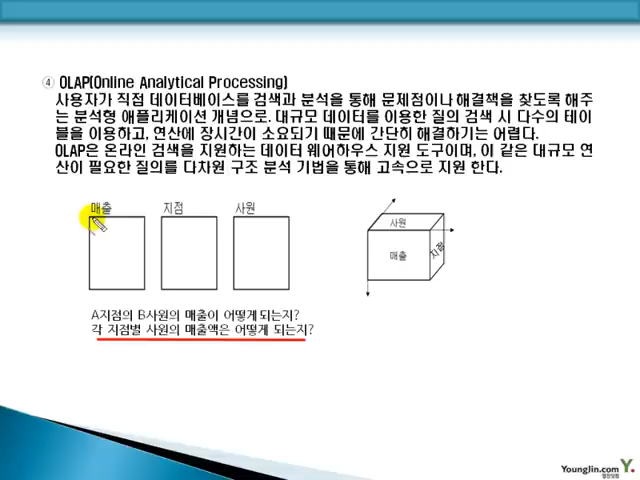 ④ OLAP(Online Analytical Processing)
사용자가 직접 데이터베이스를 검색과 분석을 통해 문제점이나 해결책을 찾도록 해주
는 분석형 애플리케이션 개념으로. 대규모 데이터를 이용한 질의 검색 시 다수의 테이
블을 이용하고, 연산에 장시간이 소요되기 때문에 간단히 해결하기는 어렵다.
OLAP은 온라인 검색을 지원하는 데이터 웨어하우스 지원 도구이며, 이 같은 대규모 연
산이 필요한 질의를 다차원 구조 분석 기법을 통해 고속으로 지원 한다.
매출 지점 사원
사원
매출
지점
A지점의 B사원의 매출이 어떻게 되는지?
각 지점별 사원의 매출액은 어떻게 되는지?
YoungJin.com Y.
영진닷컴